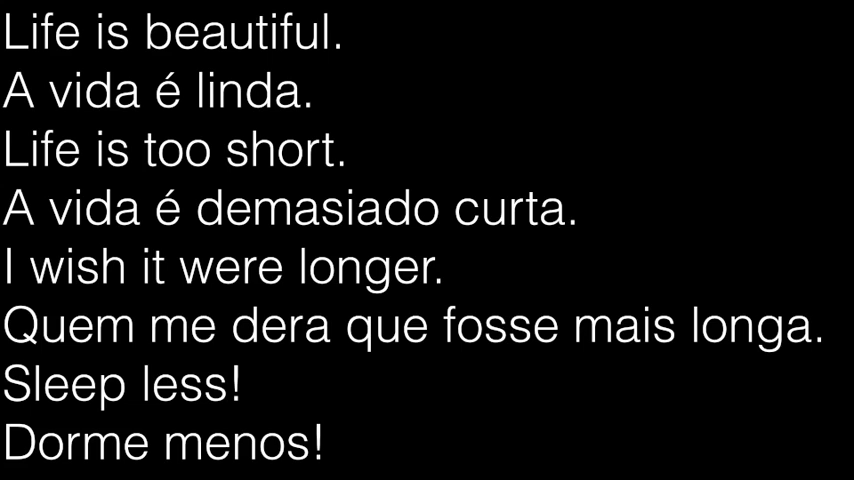 Life is beautiful.
A vida é linda.
Life is too short.
A vida é demasiado curta.
I wish it were longer.
Quem me dera que fosse mais longa.
Sleep less!
Dorme menos!